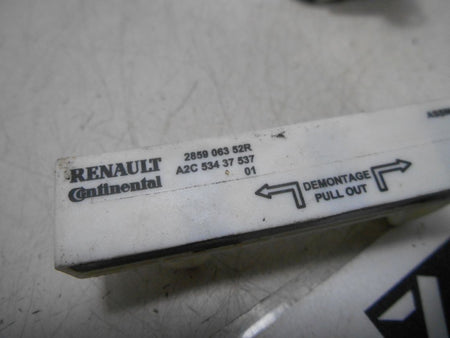 RENAULT
Continental
2859 063 52R
A2C 534 37 537
01
DEMONTAGE
PULL OUT